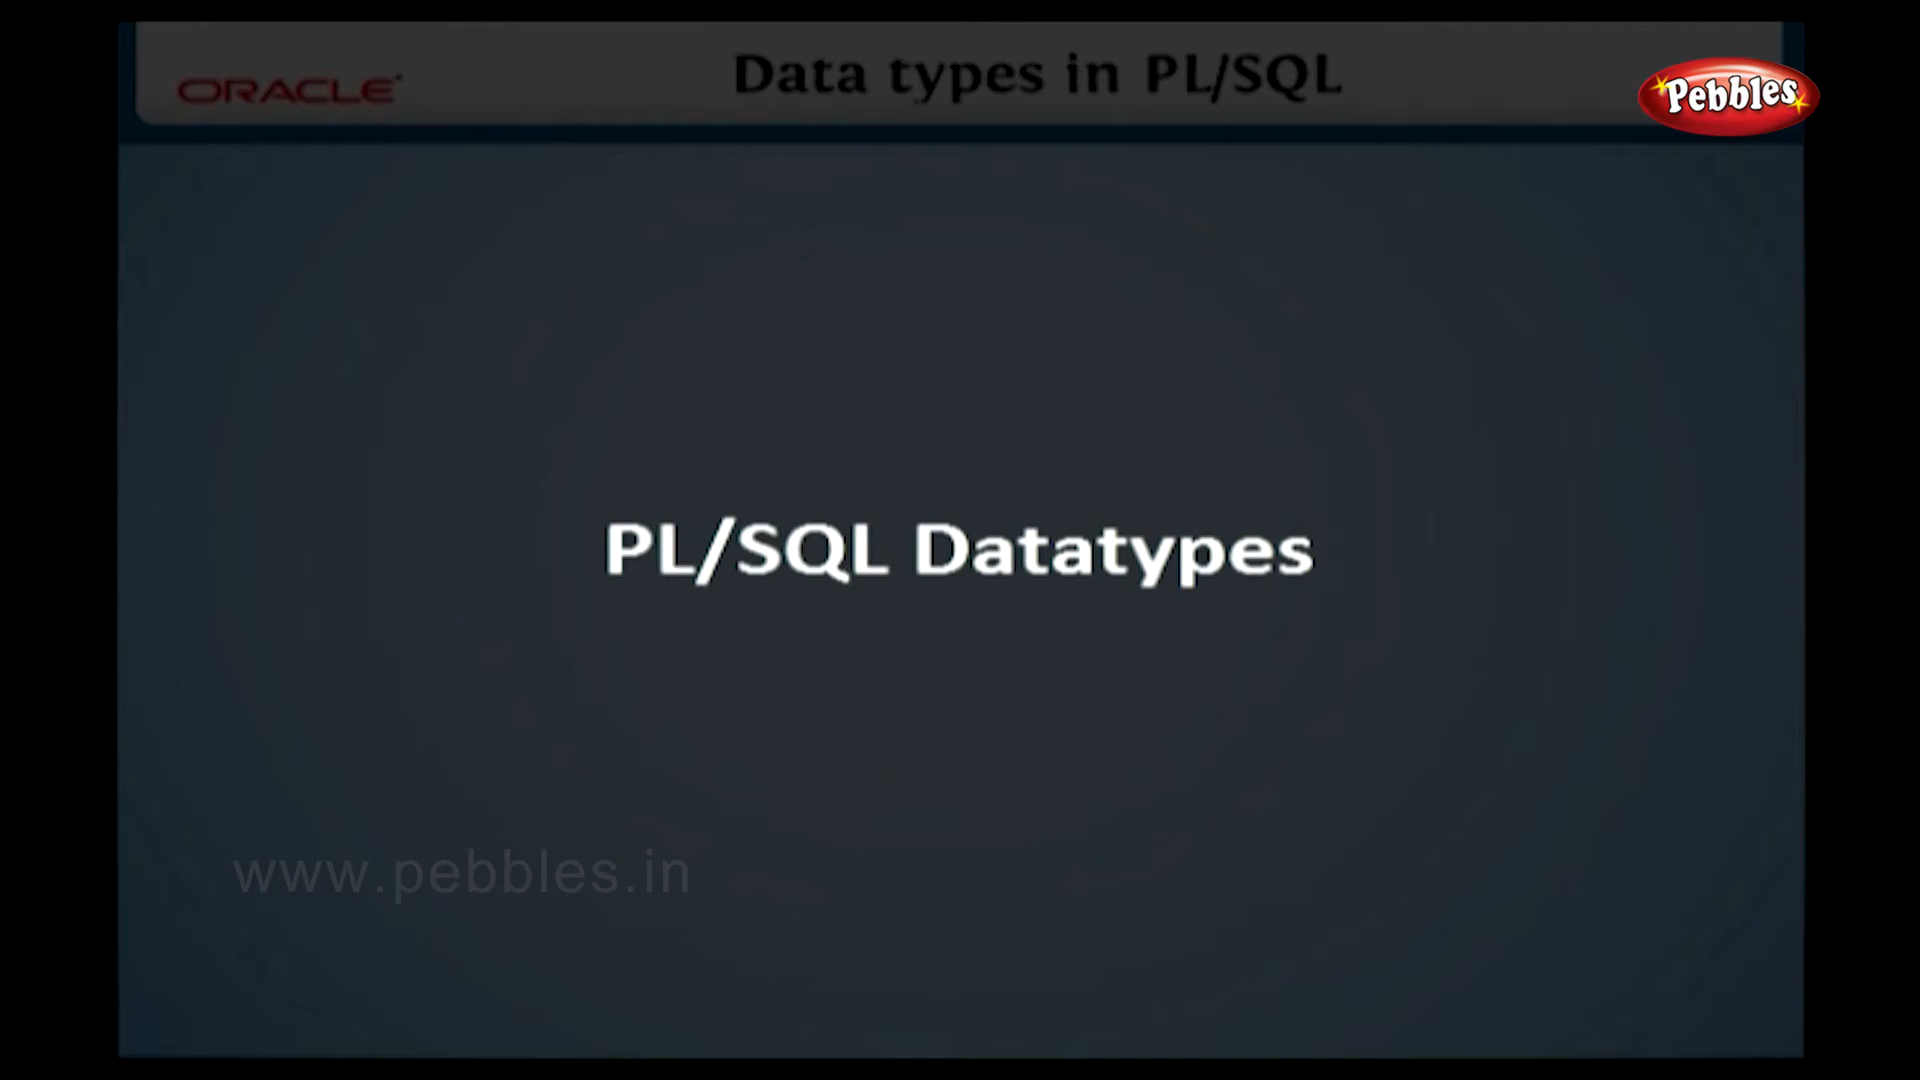 ORACLE
Data types in PL/SQL
Pebbles
PL/SQL Datatypes
www.pebbles.in